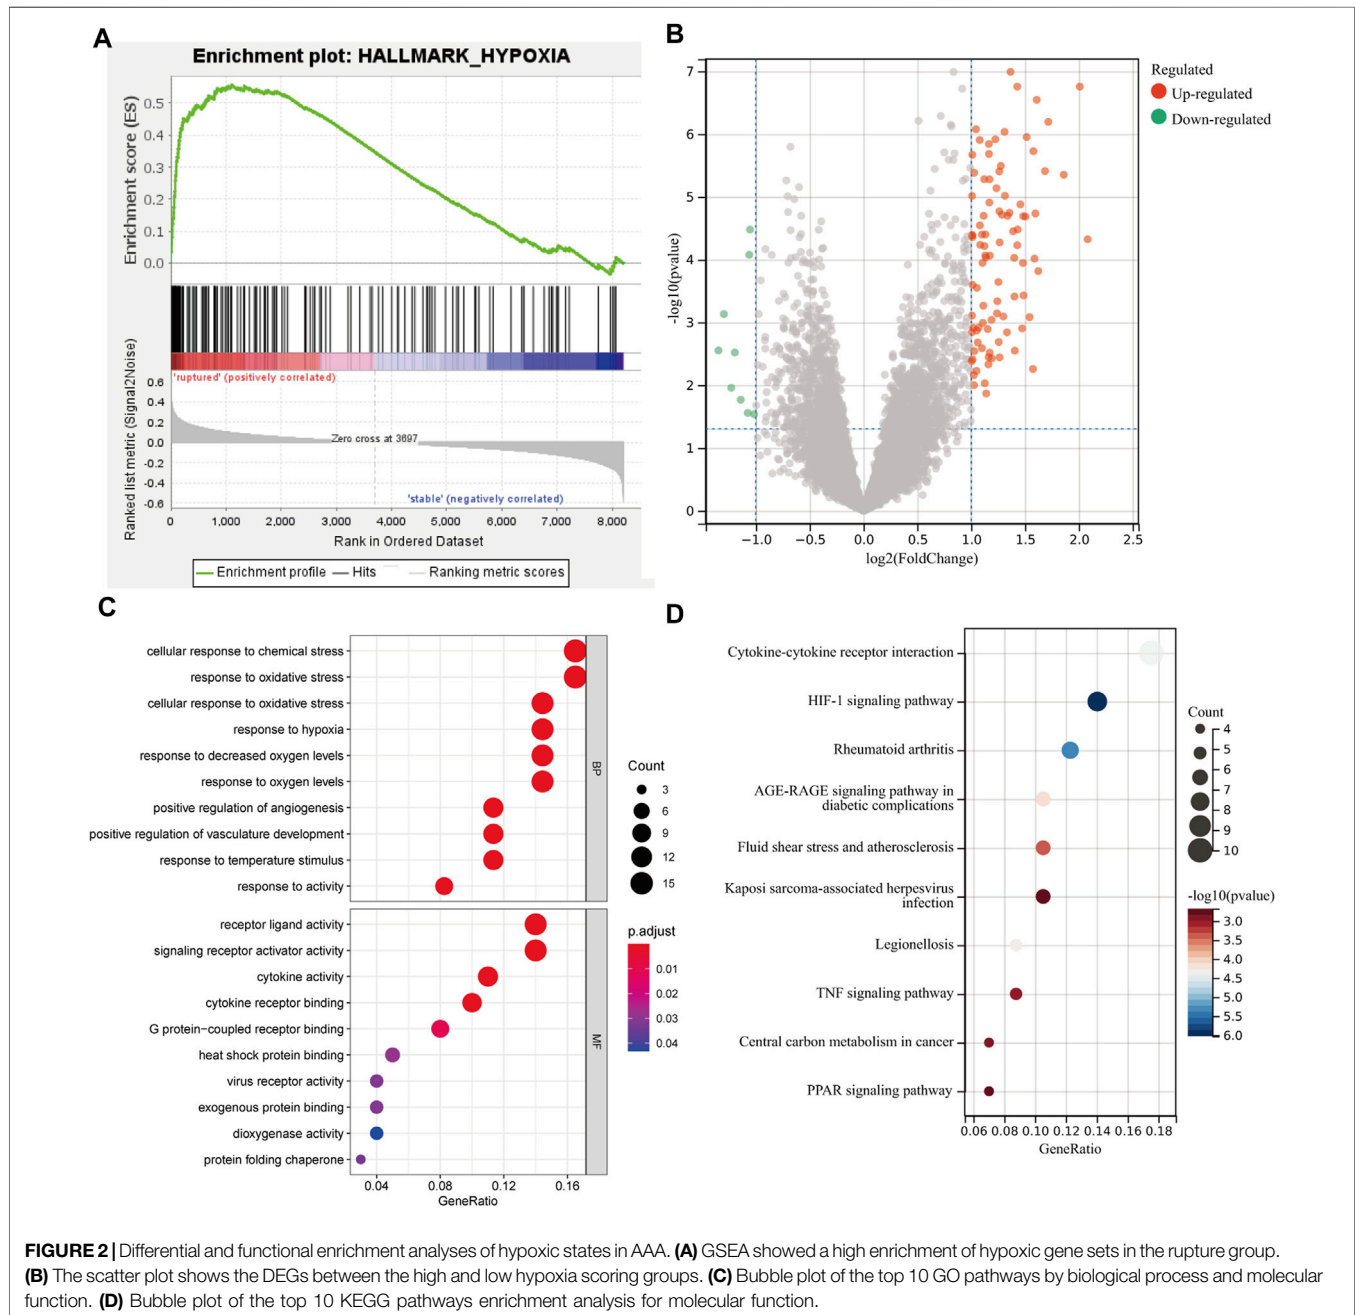 A
Enrichment plot: HALLMARK_HYPOXIA
Enrichment score (ES)
0.5
0.4
0.3
0.2
0.1
0.0
'ruptured' (positively correlated)
Ranked list metric (Signal2Noise)
0.6
0.4
0.2
0.0
-0.2
-0.4
-0.6
Zero cross at 3697
'stable' (negatively correlated)
0 1,000 2,000 3,000 4,000 5,000 6,000 7,000 8,000
Rank in Ordered Dataset
Enrichment profile Hits Ranking metric scores
B
-log10(pvalue)
7
6
5
4
3
2
1
0
−1.0 −0.5 0.0 0.5 1.0 1.5 2.0 2.5
log2(FoldChange)
Regulated
Up-regulated
Down-regulated
C
cellular response to chemical stress
response to oxidative stress
cellular response to oxidative stress
response to hypoxia
response to decreased oxygen levels
response to oxygen levels
positive regulation of angiogenesis
positive regulation of vasculature development
response to temperature stimulus
response to activity
BP
receptor ligand activity
signaling receptor activator activity
cytokine activity
cytokine receptor binding
G protein−coupled receptor binding
heat shock protein binding
virus receptor activity
exogenous protein binding
dioxygenase activity
protein folding chaperone
MF
0.04 0.08 0.12 0.16
GeneRatio
Count
3
6
9
12
15
p.adjust
0.01
0.02
0.03
0.04
D
Cytokine-cytokine receptor interaction
HIF-1 signaling pathway
Rheumatoid arthritis
AGE-RAGE signaling pathway in
diabetic complications
Fluid shear stress and atherosclerosis
Kaposi sarcoma-associated herpesvirus
infection
Legionellosis
TNF signaling pathway
Central carbon metabolism in cancer
PPAR signaling pathway
0.06 0.08 0.10 0.12 0.14 0.16 0.18
GeneRatio
Count
4
5
6
7
8
9
10
-log10(pvalue)
3.0
3.5
4.0
4.5
5.0
5.5
6.0
FIGURE 2 | Differential and functional enrichment analyses of hypoxic states in AAA. (A) GSEA showed a high enrichment of hypoxic gene sets in the rupture group.
(B) The scatter plot shows the DEGs between the high and low hypoxia scoring groups. (C) Bubble plot of the top 10 GO pathways by biological process and molecular
function. (D) Bubble plot of the top 10 KEGG pathways enrichment analysis for molecular function.